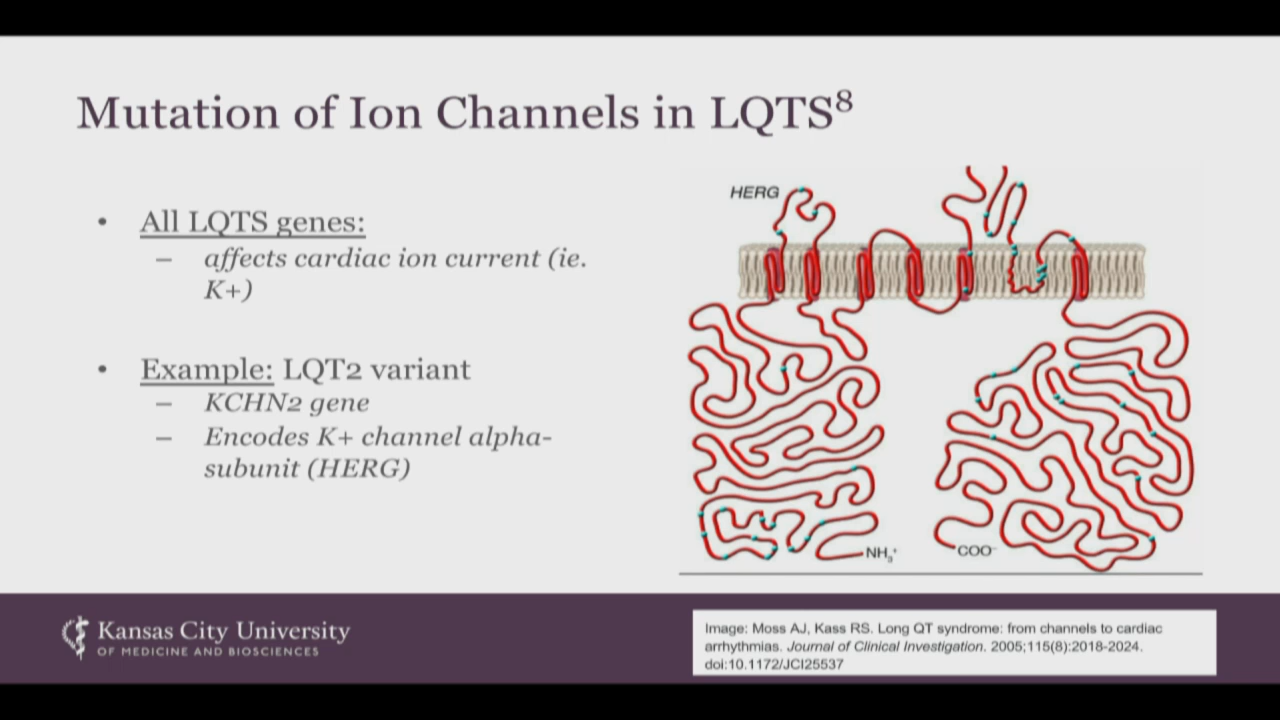 Mutation of Ion Channels in LQTS⁸
• All LQTS genes:
– affects cardiac ion current (ie.
K+)
• Example: LQT2 variant
– KCHN2 gene
– Encodes K+ channel alpha-
subunit (HERG)
HERG
NH₃⁺
COO⁻
Kansas City University
OF MEDICINE AND BIOSCIENCES
Image: Moss AJ, Kass RS. Long QT syndrome: from channels to cardiac
arrhythmias. Journal of Clinical Investigation. 2005;115(8):2018-2024.
doi:10.1172/JCI25537